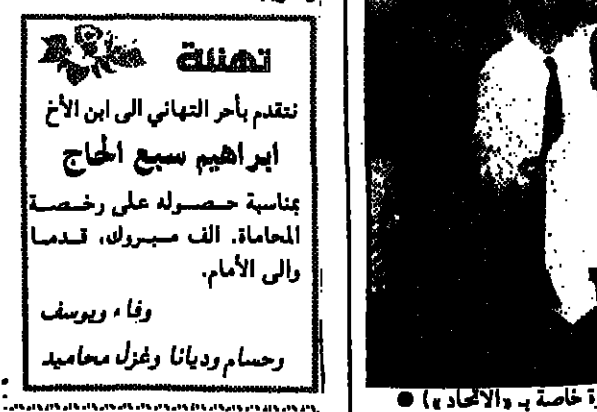 تهنئة
نتقدم بأحر التهاني الى ابن الأخ
ابراهيم سبع الحاج
بمناسبة حصوله على رخصة
المحاماة. الف مبروك، قدما
والى الأمام.
وفاء ويوسف
وحسام وديانا وغزل محاميد
ة خاصة بـ «الاتحاد») ●